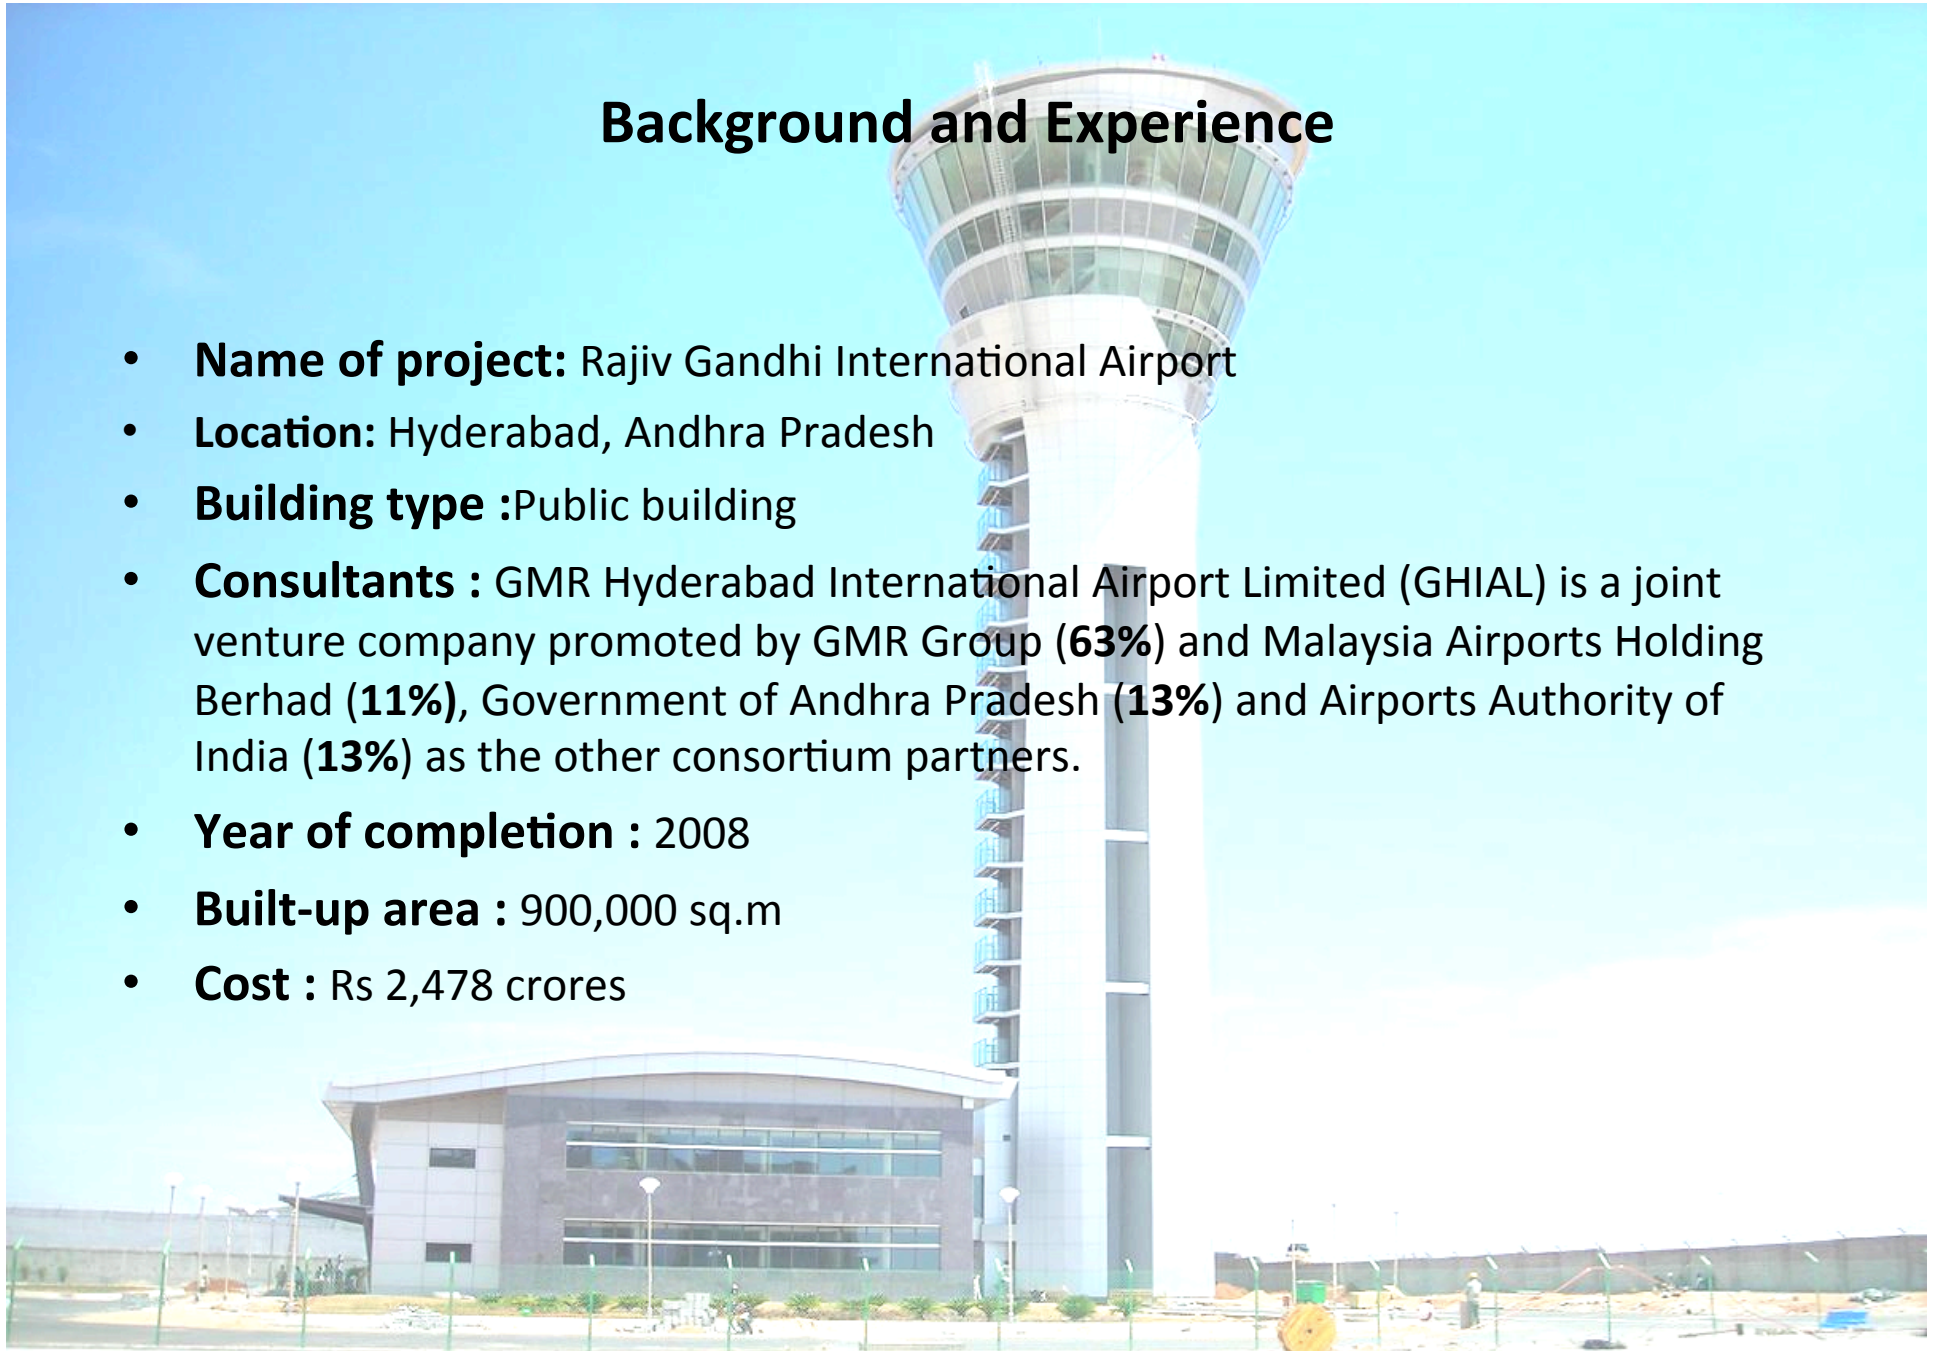 Background and Experience
• Name of project: Rajiv Gandhi International Airport
• Location: Hyderabad, Andhra Pradesh
• Building type :Public building
• Consultants : GMR Hyderabad International Airport Limited (GHIAL) is a joint
venture company promoted by GMR Group (63%) and Malaysia Airports Holding
Berhad (11%), Government of Andhra Pradesh (13%) and Airports Authority of
India (13%) as the other consortium partners.
• Year of completion : 2008
• Built-up area : 900,000 sq.m
• Cost : Rs 2,478 crores